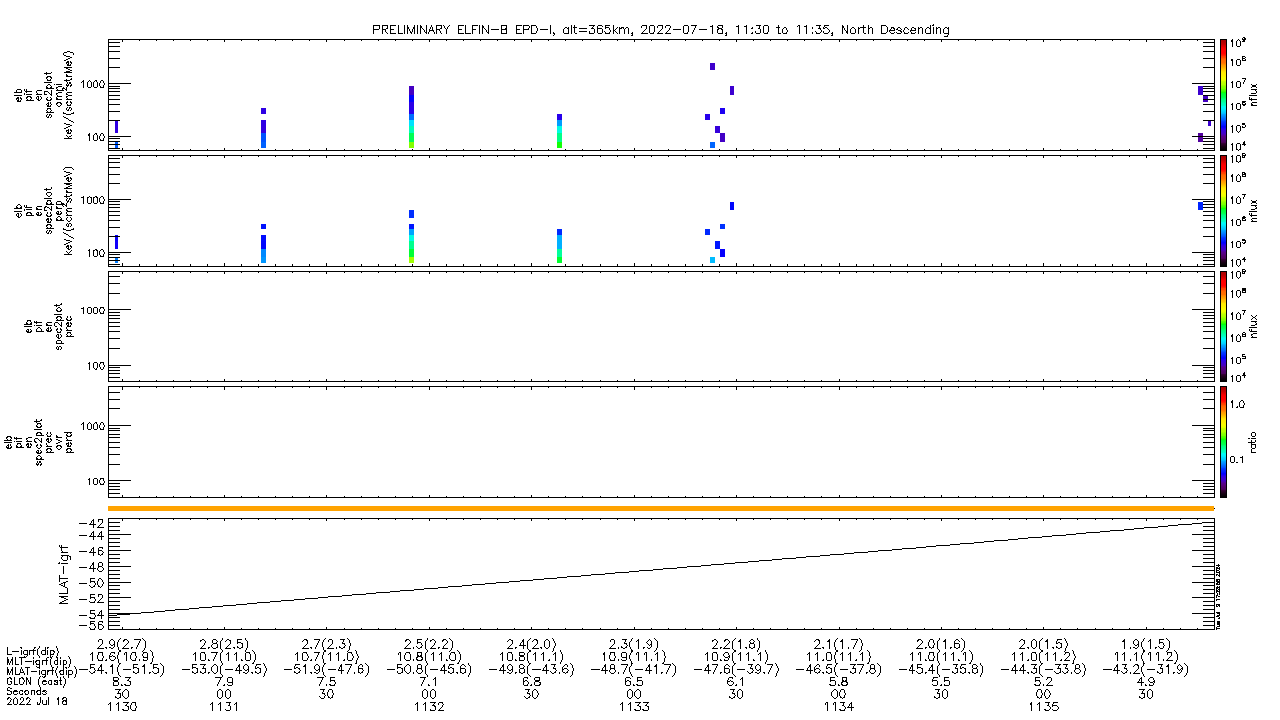 PRELIMINARY ELFIN-B EPD-I, alt=365km, 2022-07-18, 11:30 to 11:35, North Descending
elb
pif
en
spec2plot
omni
keV/(scm²strMeV)
1000
100
10⁹
10⁸
10⁷
10⁶
10⁵
10⁴
nflux
elb
pif
en
spec2plot
perp
keV/(scm²strMeV)
1000
100
10⁹
10⁸
10⁷
10⁶
10⁵
10⁴
nflux
elb
pif
en
spec2plot
prec
1000
100
10⁹
10⁸
10⁷
10⁶
10⁵
10⁴
nflux
elb
pif
en
spec2plot
prec
ovr
perd
1000
100
1.0
0.1
ratio
MLAT-igrf
-42
-44
-46
-48
-50
-52
-54
-56
L-igrf(dip) 2.9(2.7) 2.8(2.5) 2.7(2.3) 2.5(2.2) 2.4(2.0) 2.3(1.9) 2.2(1.8) 2.1(1.7) 2.0(1.6) 2.0(1.5) 1.9(1.5)
MLT-igrf(dip) 10.6(10.9) 10.7(11.0) 10.7(11.0) 10.8(11.0) 10.8(11.1) 10.9(11.1) 10.9(11.1) 11.0(11.1) 11.0(11.1) 11.0(11.2) 11.1(11.2)
MLAT-igrf(dip) -54.1(-51.5) -53.0(-49.5) -51.9(-47.6) -50.8(-45.6) -49.8(-43.6) -48.7(-41.7) -47.6(-39.7) -46.5(-37.8) -45.4(-35.8) -44.3(-33.8) -43.2(-31.9)
GLON (east) 8.3 7.9 7.5 7.1 6.8 6.5 6.1 5.8 5.5 5.2 4.9
Seconds 30 00 30 00 30 00 30 00 30 00 30
2022 Jul 18 1130 1131 1132 1133 1134 1135